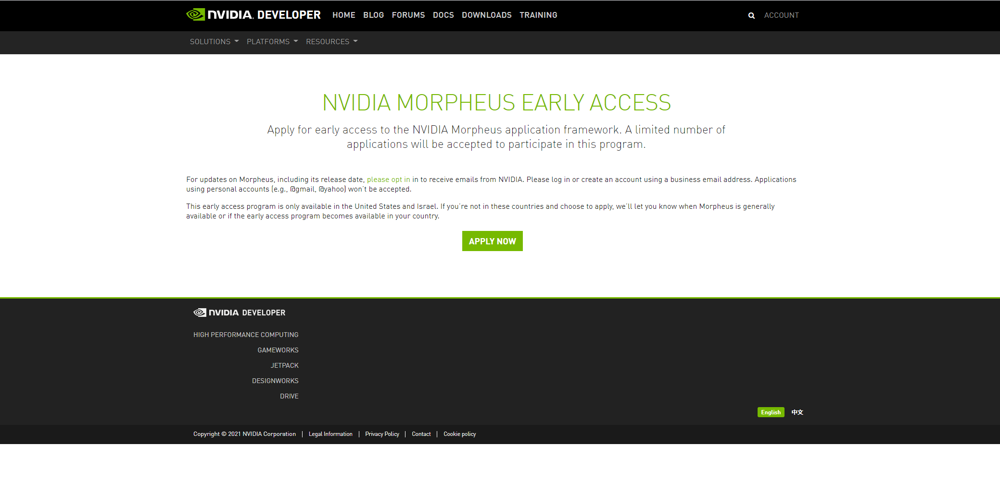 NVIDIA. DEVELOPER HOME BLOG FORUMS DOCS DOWNLOADS TRAINING ACCOUNT
SOLUTIONS PLATFORMS RESOURCES
NVIDIA MORPHEUS EARLY ACCESS
Apply for early access to the NVIDIA Morpheus application framework. A limited number of
applications will be accepted to participate in this program.
For updates on Morpheus, including its release date, please opt in in to receive emails from NVIDIA. Please log in or create an account using a business email address. Applications
using personal accounts (e.g., @gmail, @yahoo) won't be accepted.
This early access program is only available in the United States and Israel. If you're not in these countries and choose to apply, we'll let you know when Morpheus is generally
available or if the early access program becomes available in your country.
APPLY NOW
NVIDIA DEVELOPER
HIGH PERFORMANCE COMPUTING
GAMEWORKS
JETPACK
DESIGNWORKS
DRIVE
English 中文
Copyright © 2021 NVIDIA Corporation | Legal Information | Privacy Policy | Contact | Cookie policy